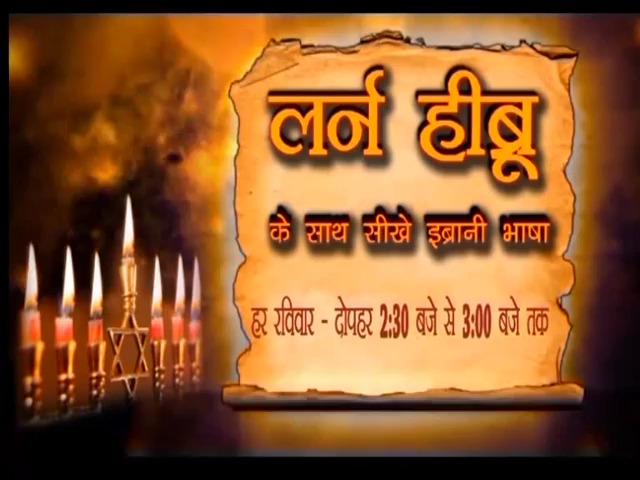 लर्न हीब्रू
के साथ सीखे इब्रानी भाषा
हर रविवार - दोपहर 2:30 बजे से 3:00 बजे तक